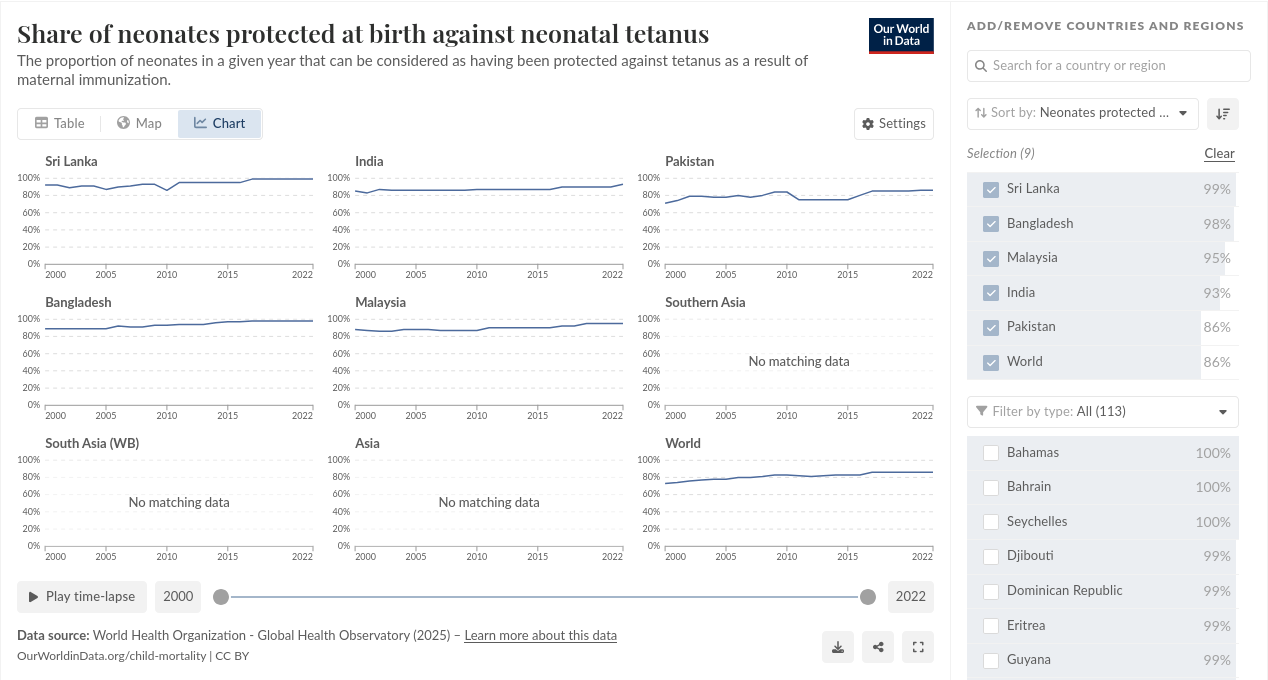 Share of neonates protected at birth against neonatal tetanus
The proportion of neonates in a given year that can be considered as having been protected against tetanus as a result of
maternal immunization.
Our World
in Data
Table
Map
Chart
Settings
Sri Lanka
100%
80%
60%
40%
20%
0%
2000
2005
2010
2015
2022
India
100%
80%
60%
40%
20%
0%
2000
2005
2010
2015
2022
Pakistan
100%
80%
60%
40%
20%
0%
2000
2005
2010
2015
2022
Bangladesh
100%
80%
60%
40%
20%
0%
2000
2005
2010
2015
2022
Malaysia
100%
80%
60%
40%
20%
0%
2000
2005
2010
2015
2022
Southern Asia
100%
80%
60%
40%
20%
0%
No matching data
2000
2005
2010
2015
2022
South Asia (WB)
100%
80%
60%
40%
20%
0%
No matching data
2000
2005
2010
2015
2022
Asia
100%
80%
60%
40%
20%
0%
No matching data
2000
2005
2010
2015
2022
World
100%
80%
60%
40%
20%
0%
2000
2005
2010
2015
2022
Play time-lapse
2000
2022
Data source: World Health Organization - Global Health Observatory (2025) – Learn more about this data
OurWorldinData.org/child-mortality | CC BY
ADD/REMOVE COUNTRIES AND REGIONS
Search for a country or region
Sort by: Neonates protected ...
Selection (9)
Clear
Sri Lanka 99%
Bangladesh 98%
Malaysia 95%
India 93%
Pakistan 86%
World 86%
Filter by type: All (113)
Bahamas 100%
Bahrain 100%
Seychelles 100%
Djibouti 99%
Dominican Republic 99%
Eritrea 99%
Guyana 99%